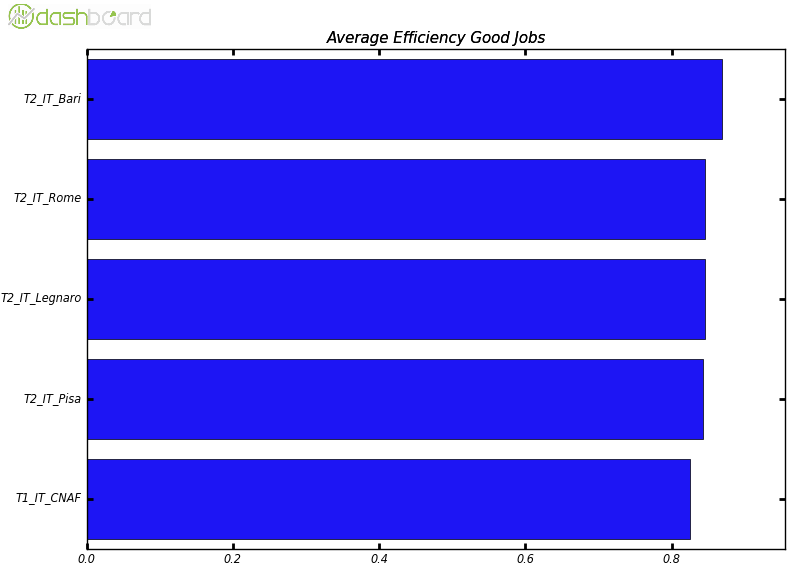 dashboard
Average Efficiency Good Jobs
T2_IT_Bari
T2_IT_Rome
T2_IT_Legnaro
T2_IT_Pisa
T1_IT_CNAF
0.0 0.2 0.4 0.6 0.8